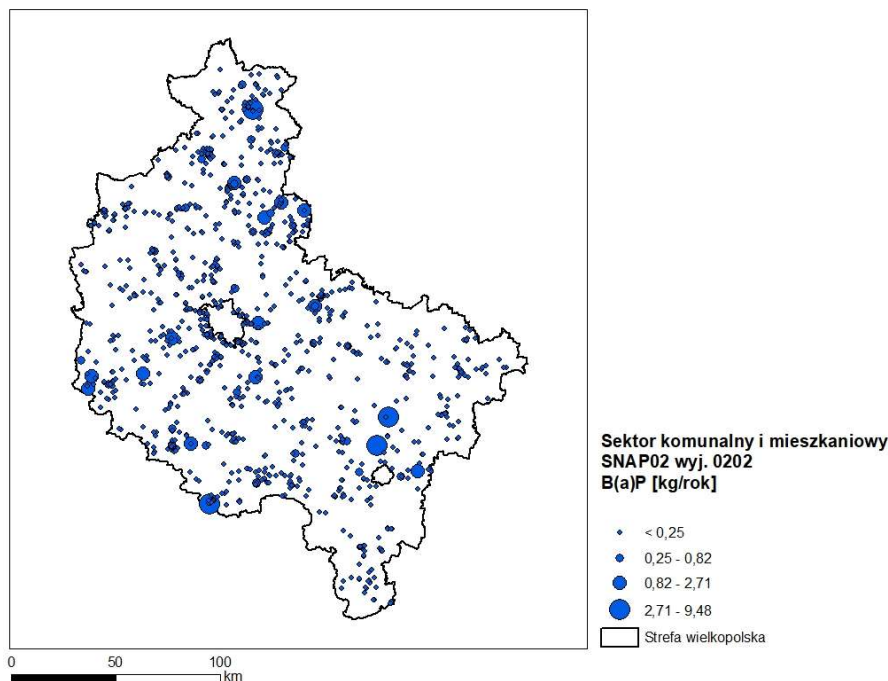 Sektor komunalny i mieszkaniowy
SNAP02 wyj. 0202
B(a)P [kg/rok]
< 0,25
0,25 - 0,82
0,82 - 2,71
2,71 - 9,48
Strefa wielkopolska
0 50 100
km